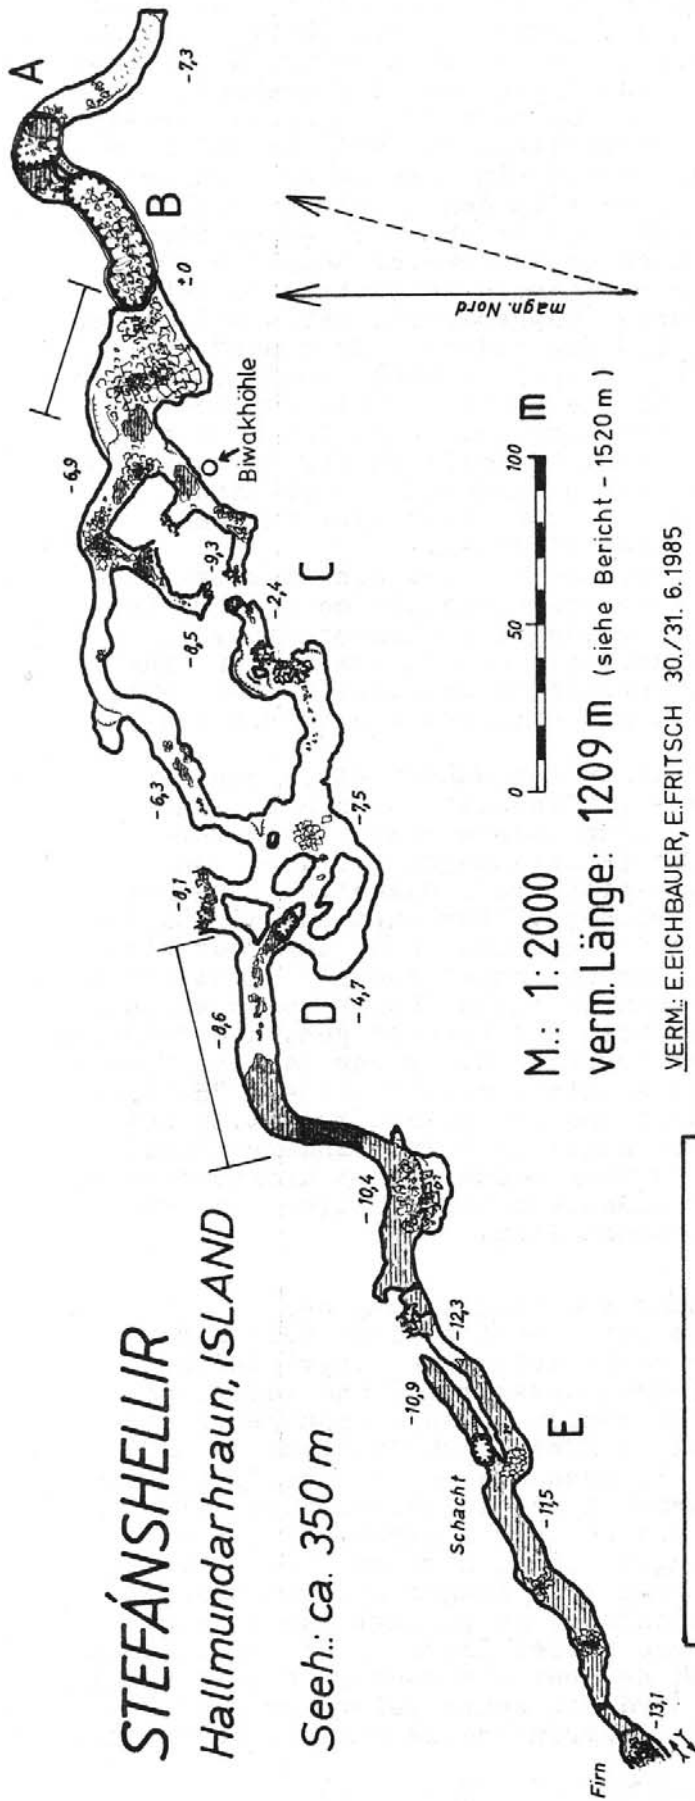 STEFÁNSHELLIR
Hallmundarhraun, ISLAND
Seeh.: ca. 350 m
A
-7,3
B
±0
magn. Nord
Biwakhöhle
-6,9
-9,3
-8,5
-2,4
C
-6,3
-7,5
-8,1
-8,6
D
-4,7
-10,4
-12,3
-10,9
E
Schacht
-11,5
-13,1
Firn
0 50 100 m
M.: 1:2000
verm. Länge: 1209 m (siehe Bericht - 1520 m)
VERM.: E.EICHBAUER, E.FRITSCH 30./31. 6.1985